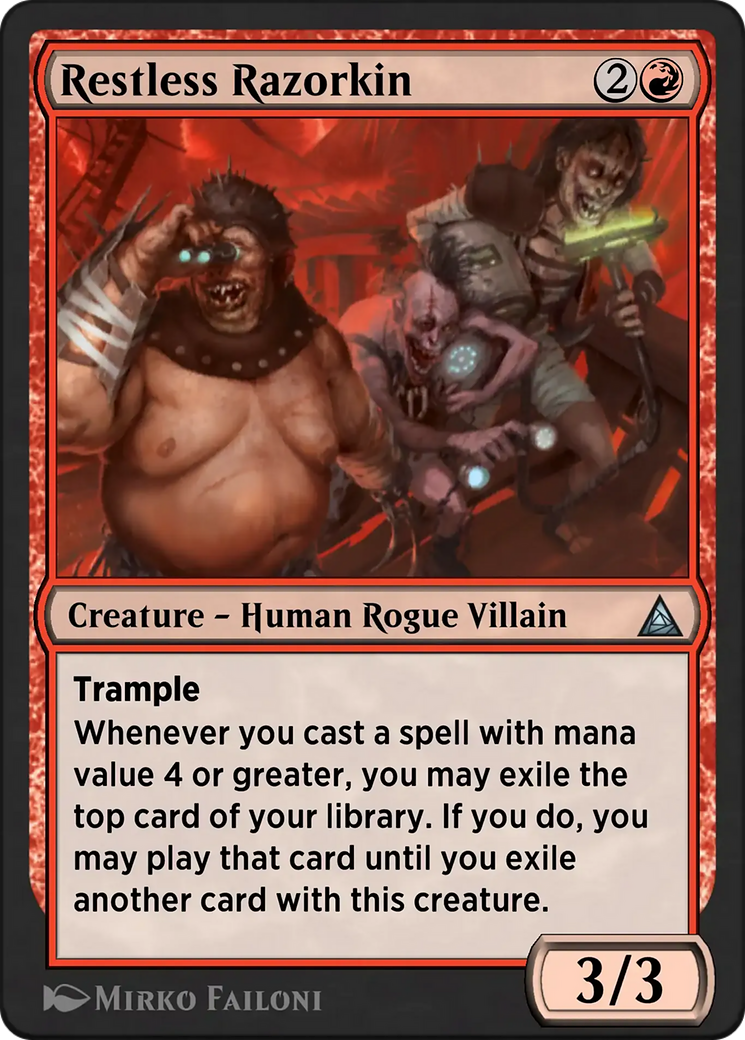 Restless Razorkin 2
Creature – Human Rogue Villain
Trample
Whenever you cast a spell with mana
value 4 or greater, you may exile the
top card of your library. If you do, you
may play that card until you exile
another card with this creature.
3/3
Mirko Failoni